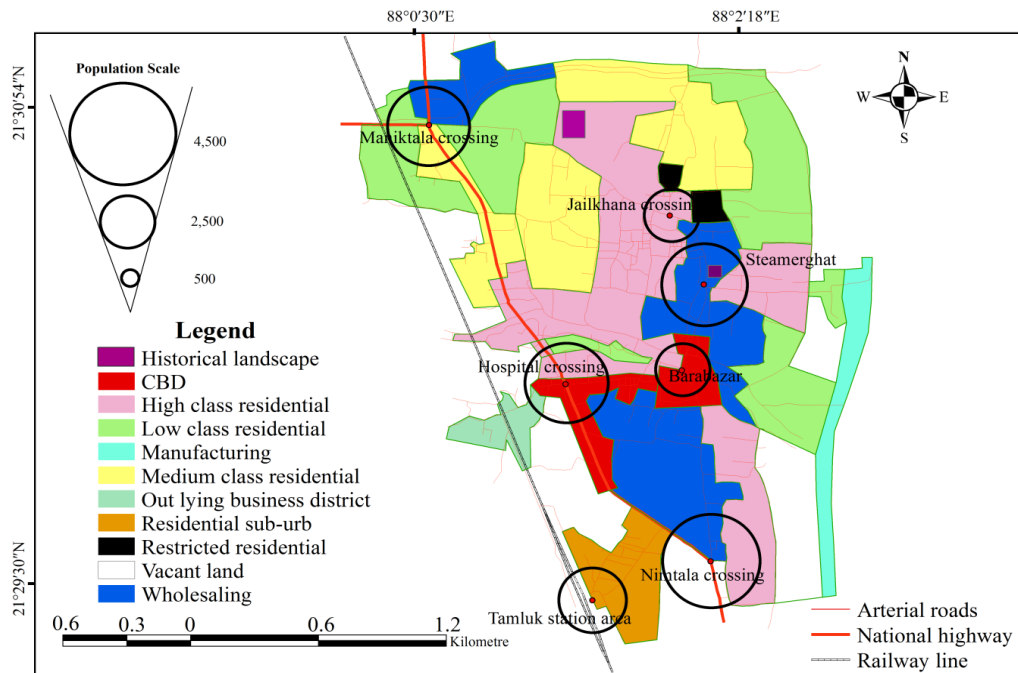 88°0′30″E
88°2′18″E
21°30′54″N
21°29′30″N
Population Scale
4,500
2,500
500
N
W
E
S
Maniktala crossing
Jailkhana crossin
Steamerghat
Hospital crossing
Barabazar
Nimtala crossing
Tamluk station area
Legend
Historical landscape
CBD
High class residential
Low class residential
Manufacturing
Medium class residential
Out lying business district
Residential sub-urb
Restricted residential
Vacant land
Wholesaling
0.6
0.3
0
0.6
1.2
Kilometre
Arterial roads
National highway
Railway line